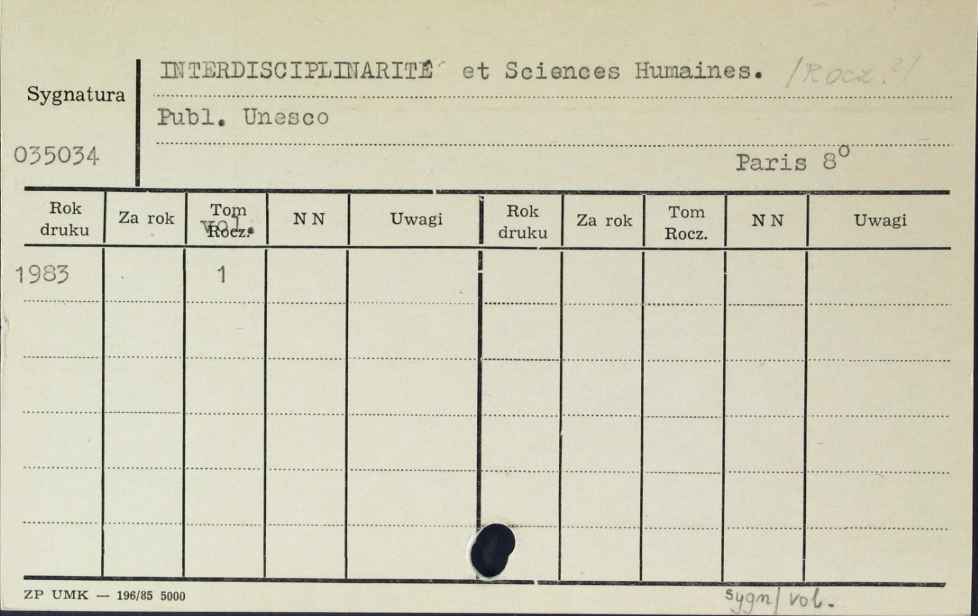 INTERDISCIPLINARITÉ et Sciences Humaines. /Rocz.?/
Sygnatura
Publ. Unesco
035034
Paris 8º
Rok druku Za rok Tom Rocz. vol. N N Uwagi Rok druku Za rok Tom Rocz. N N Uwagi
1983 1
ZP UMK — 196/85 5000
sygn/vol.